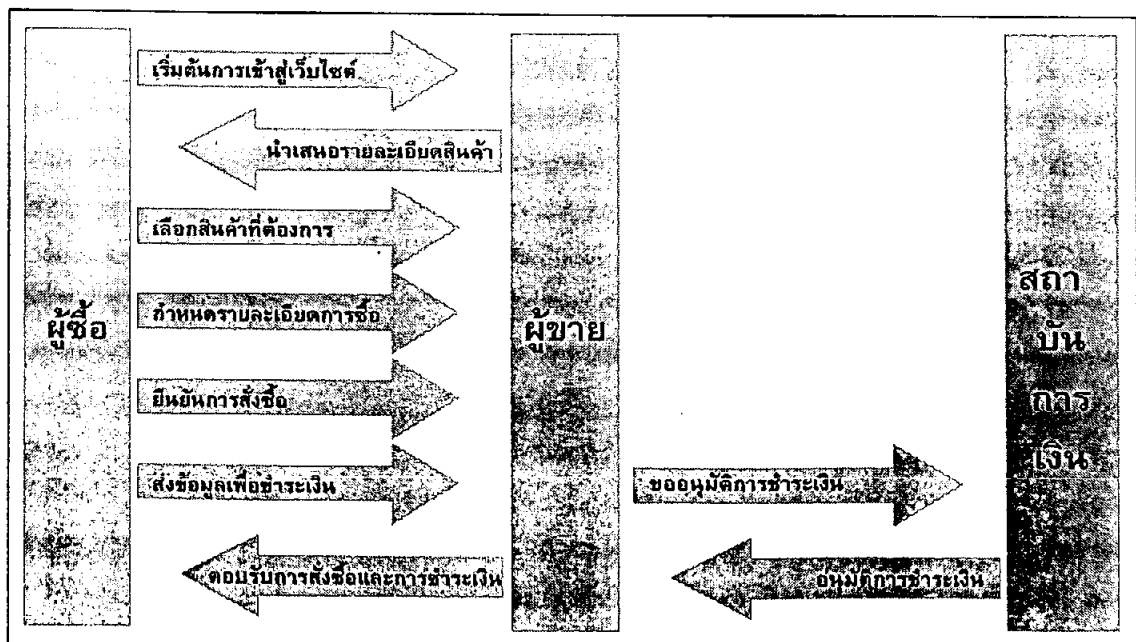 เริ่มต้นการเข้าสู่เว็บไซต์
นำเสนอรายละเอียดสินค้า
เลือกสินค้าที่ต้องการ
กำหนดรายละเอียดการซื้อ
ยืนยันการสั่งซื้อ
ส่งข้อมูลเพื่อชำระเงิน
ตอบรับการสั่งซื้อและการชำระเงิน
ผู้ซื้อ
ผู้ขาย
ขออนุมัติการชำระเงิน
อนุมัติการชำระเงิน
สถา
บัน
การ
เงิน